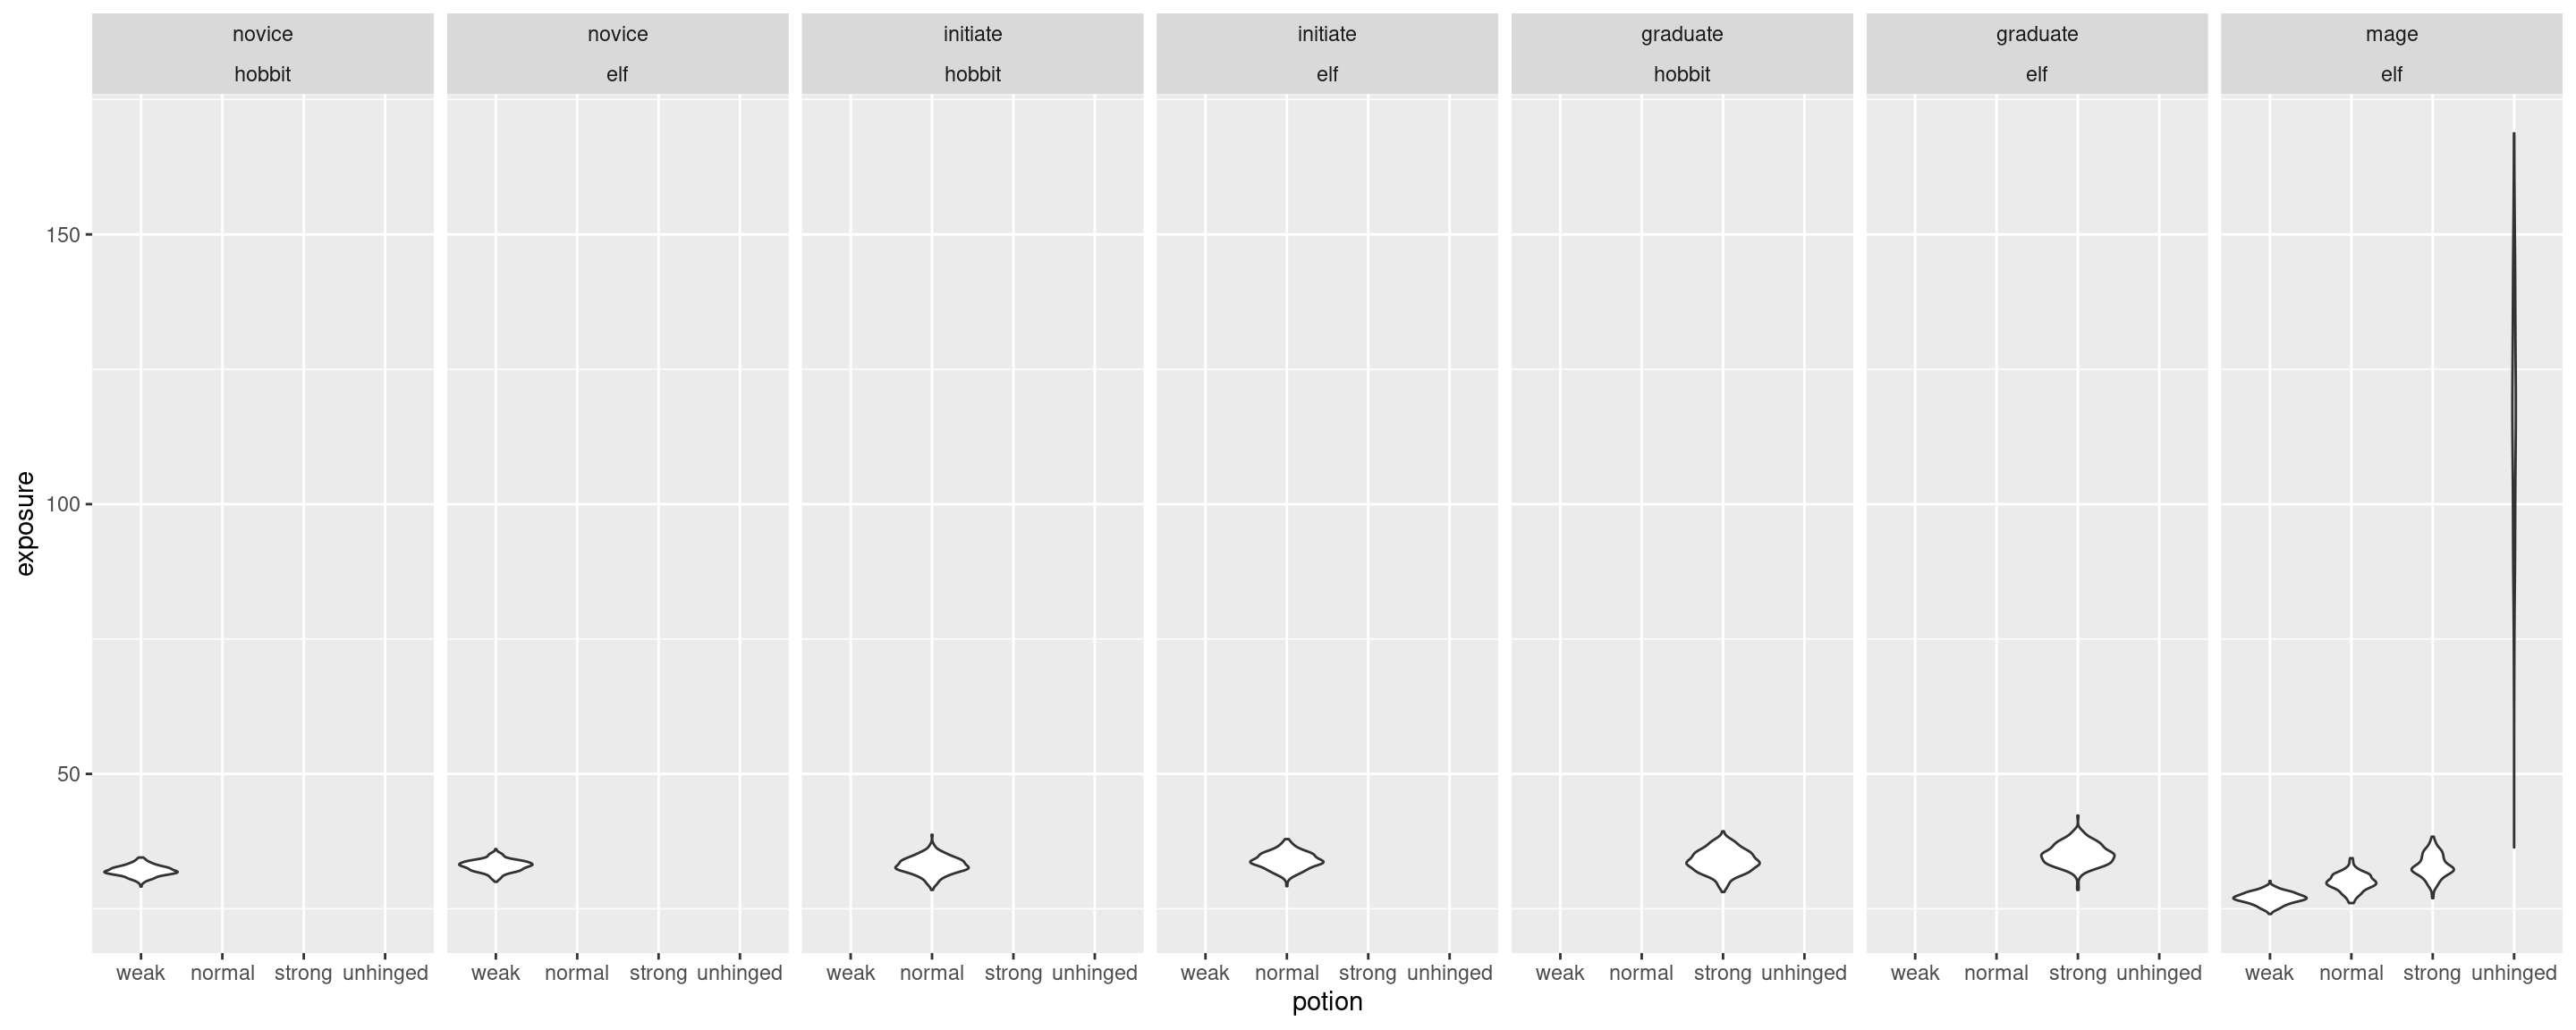 novice novice initiate initiate graduate graduate mage
hobbit elf hobbit elf hobbit elf elf
150
100
50
exposure
weak normal strong unhinged weak normal strong unhinged weak normal strong unhinged weak normal strong unhinged weak normal strong unhinged weak normal strong unhinged weak normal strong unhinged
potion